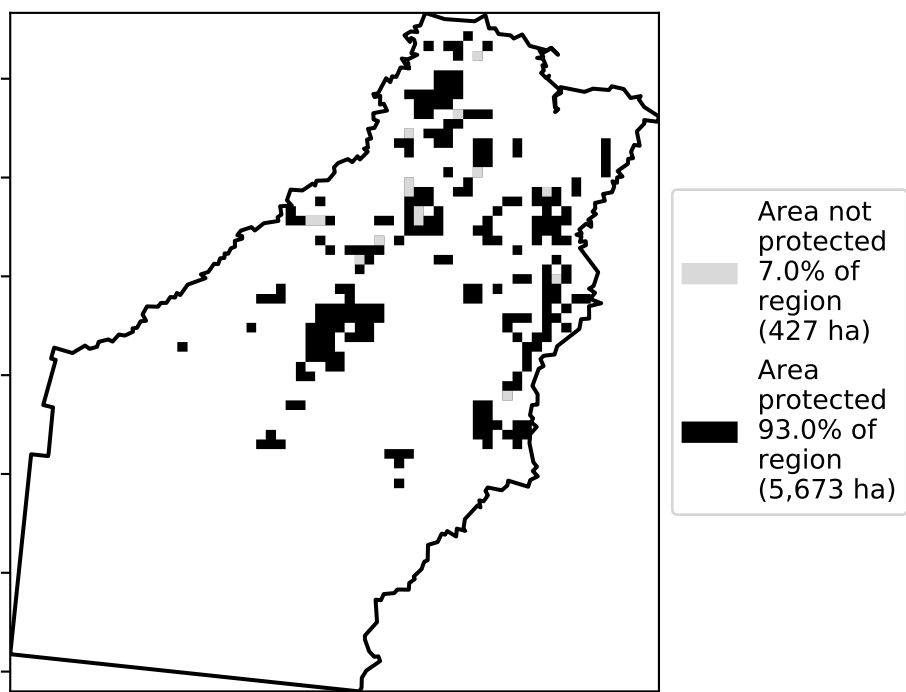 Area not
protected
7.0% of
region
(427 ha)
Area
protected
93.0% of
region
(5,673 ha)